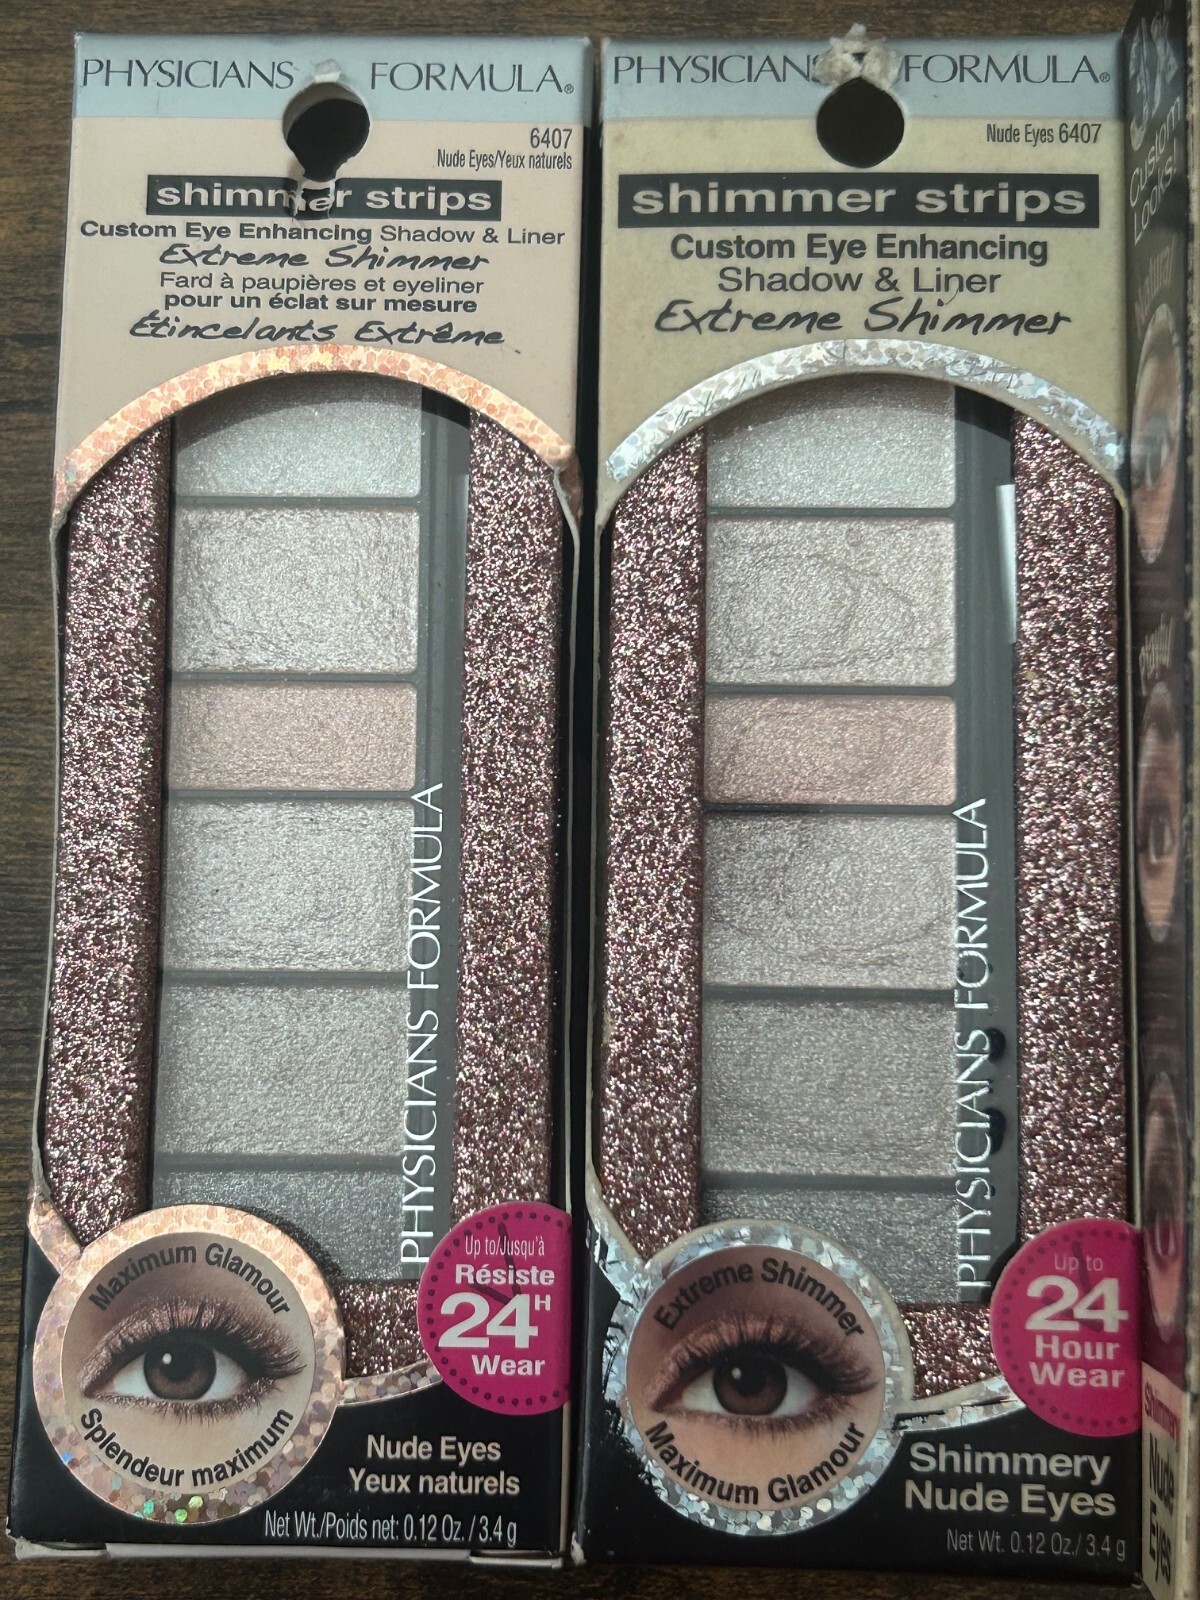 PHYSICIANS FORMULA®
6407
Nude Eyes/Yeux naturels
shimmer strips
Custom Eye Enhancing Shadow & Liner
Extreme Shimmer
Fard à paupières et eyeliner
pour un éclat sur mesure
Étincelants Extrême
PHYSICIANS FORMULA
Maximum Glamour
Splendeur maximum
Up to/Jusqu'à
Résiste
24H
Wear
Nude Eyes
Yeux naturels
Net Wt./Poids net: 0.12 Oz. / 3.4 g
PHYSICIANS FORMULA®
Nude Eyes 6407
shimmer strips
Custom Eye Enhancing
Shadow & Liner
Extreme Shimmer
PHYSICIANS FORMULA
Extreme Shimmer
Maximum Glamour
Up to
24
Hour
Wear
Shimmery
Nude Eyes
Net Wt. 0.12 Oz./ 3.4 g
Custom
Looks!
Natural
Playful
Shimmery
Nude
Eyes